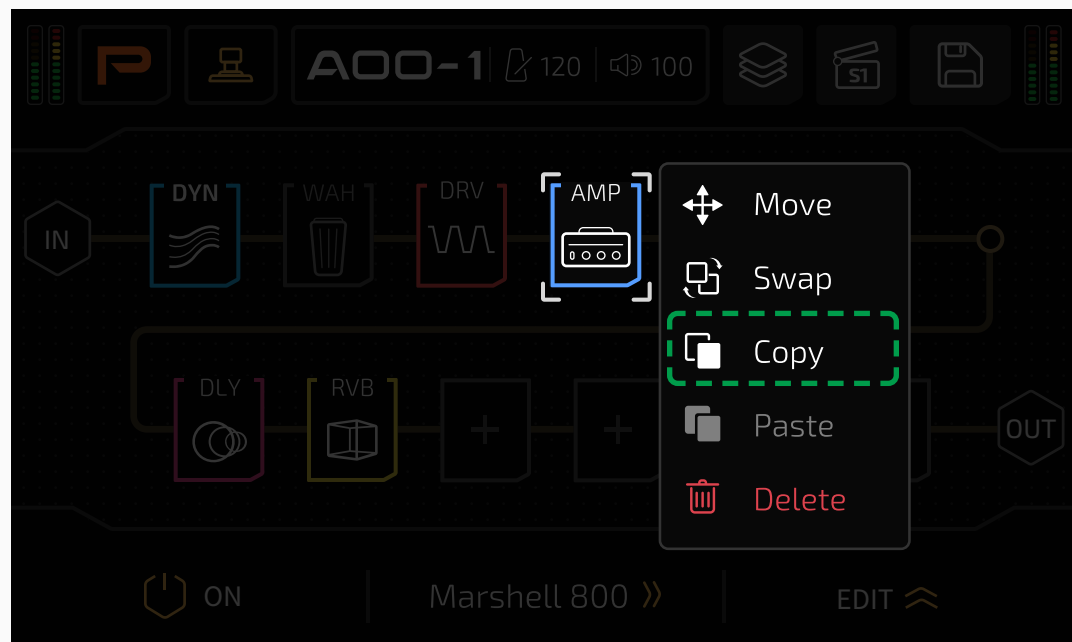 A00-1 120 100 S1
IN DYN WAH DRV AMP
Move
Swap
Copy
Paste
Delete
DLY RVB + + OUT
ON Marshell 800 EDIT